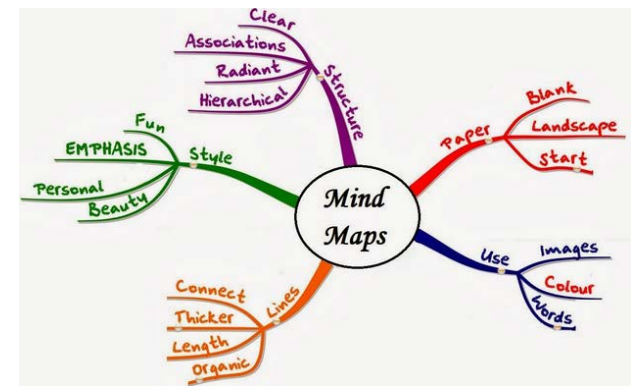 Mind
Maps
Paper
Blank
Landscape
Start
Use
Images
Colour
Words
Lines
Connect
Thicker
Length
Organic
Style
Fun
EMPHASIS
Personal
Beauty
Structure
Clear
Associations
Radiant
Hierarchical